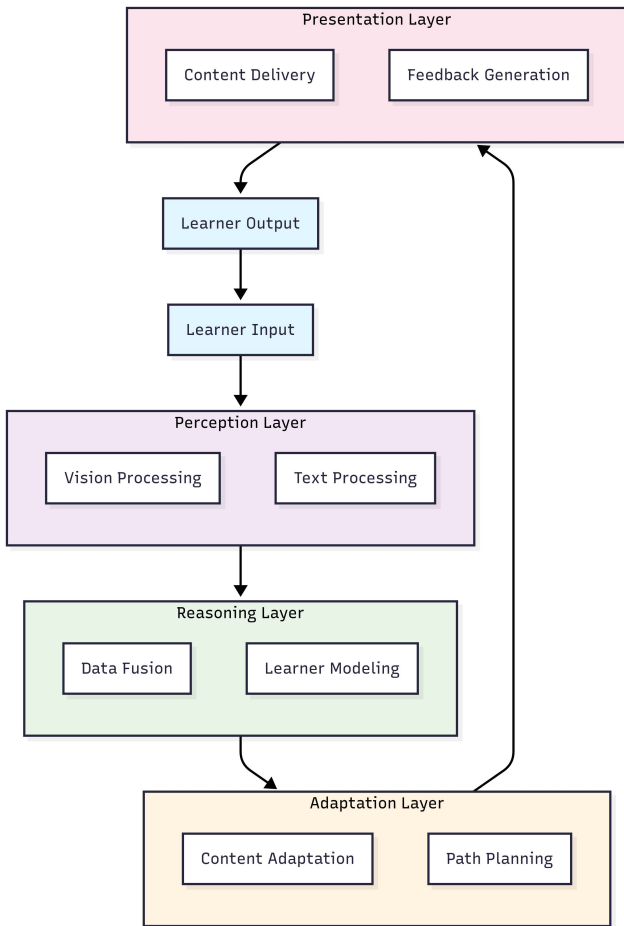 Presentation Layer
Content Delivery
Feedback Generation
Learner Output
Learner Input
Perception Layer
Vision Processing
Text Processing
Reasoning Layer
Data Fusion
Learner Modeling
Adaptation Layer
Content Adaptation
Path Planning